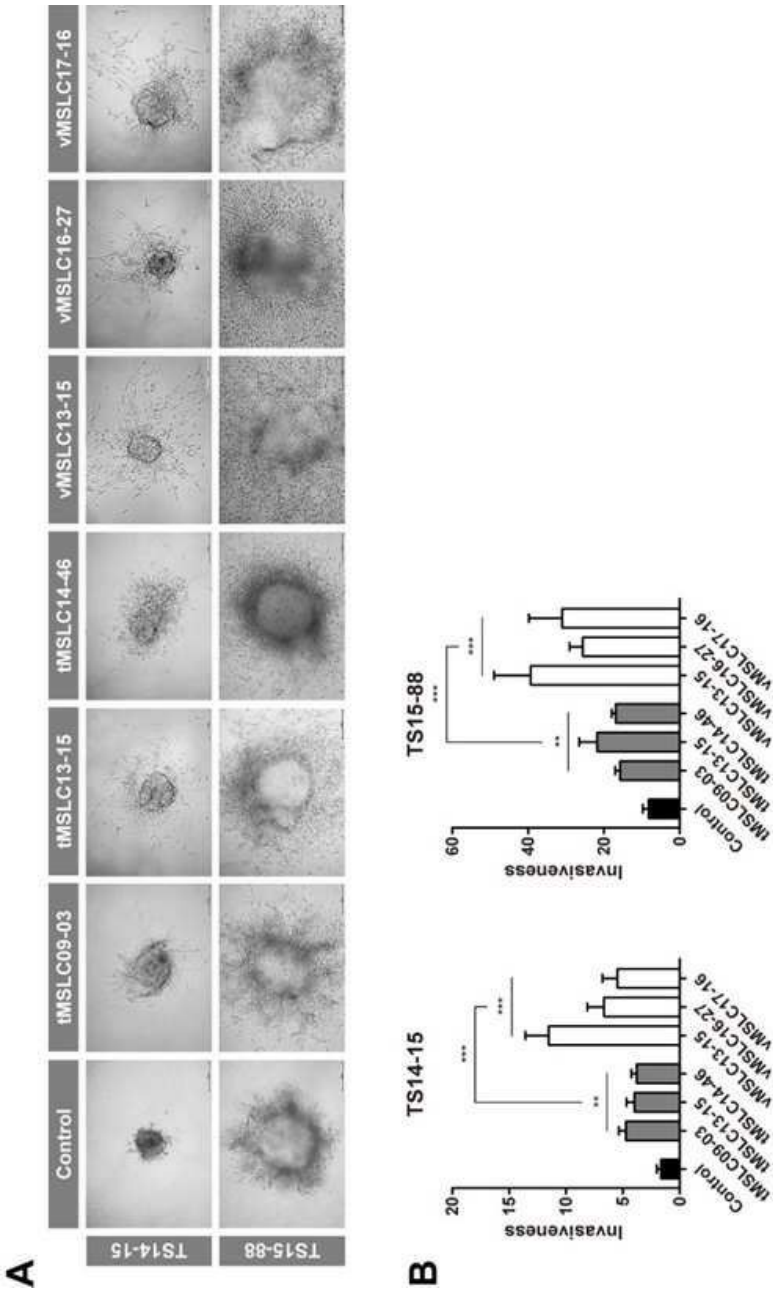 A
Control
tMSLC09-03
tMSLC13-15
tMSLC14-46
vMSLC13-15
vMSLC16-27
vMSLC17-16
TS14-15
TS15-88
B
TS14-15
Invasiveness
20
15
10
5
0
***
**
***
Control
tMSLC09-03
tMSLC13-15
tMSLC14-46
vMSLC13-15
vMSLC16-27
vMSLC17-16
TS15-88
Invasiveness
60
40
20
0
***
**
***
Control
tMSLC09-03
tMSLC13-15
tMSLC14-46
vMSLC13-15
vMSLC16-27
vMSLC17-16